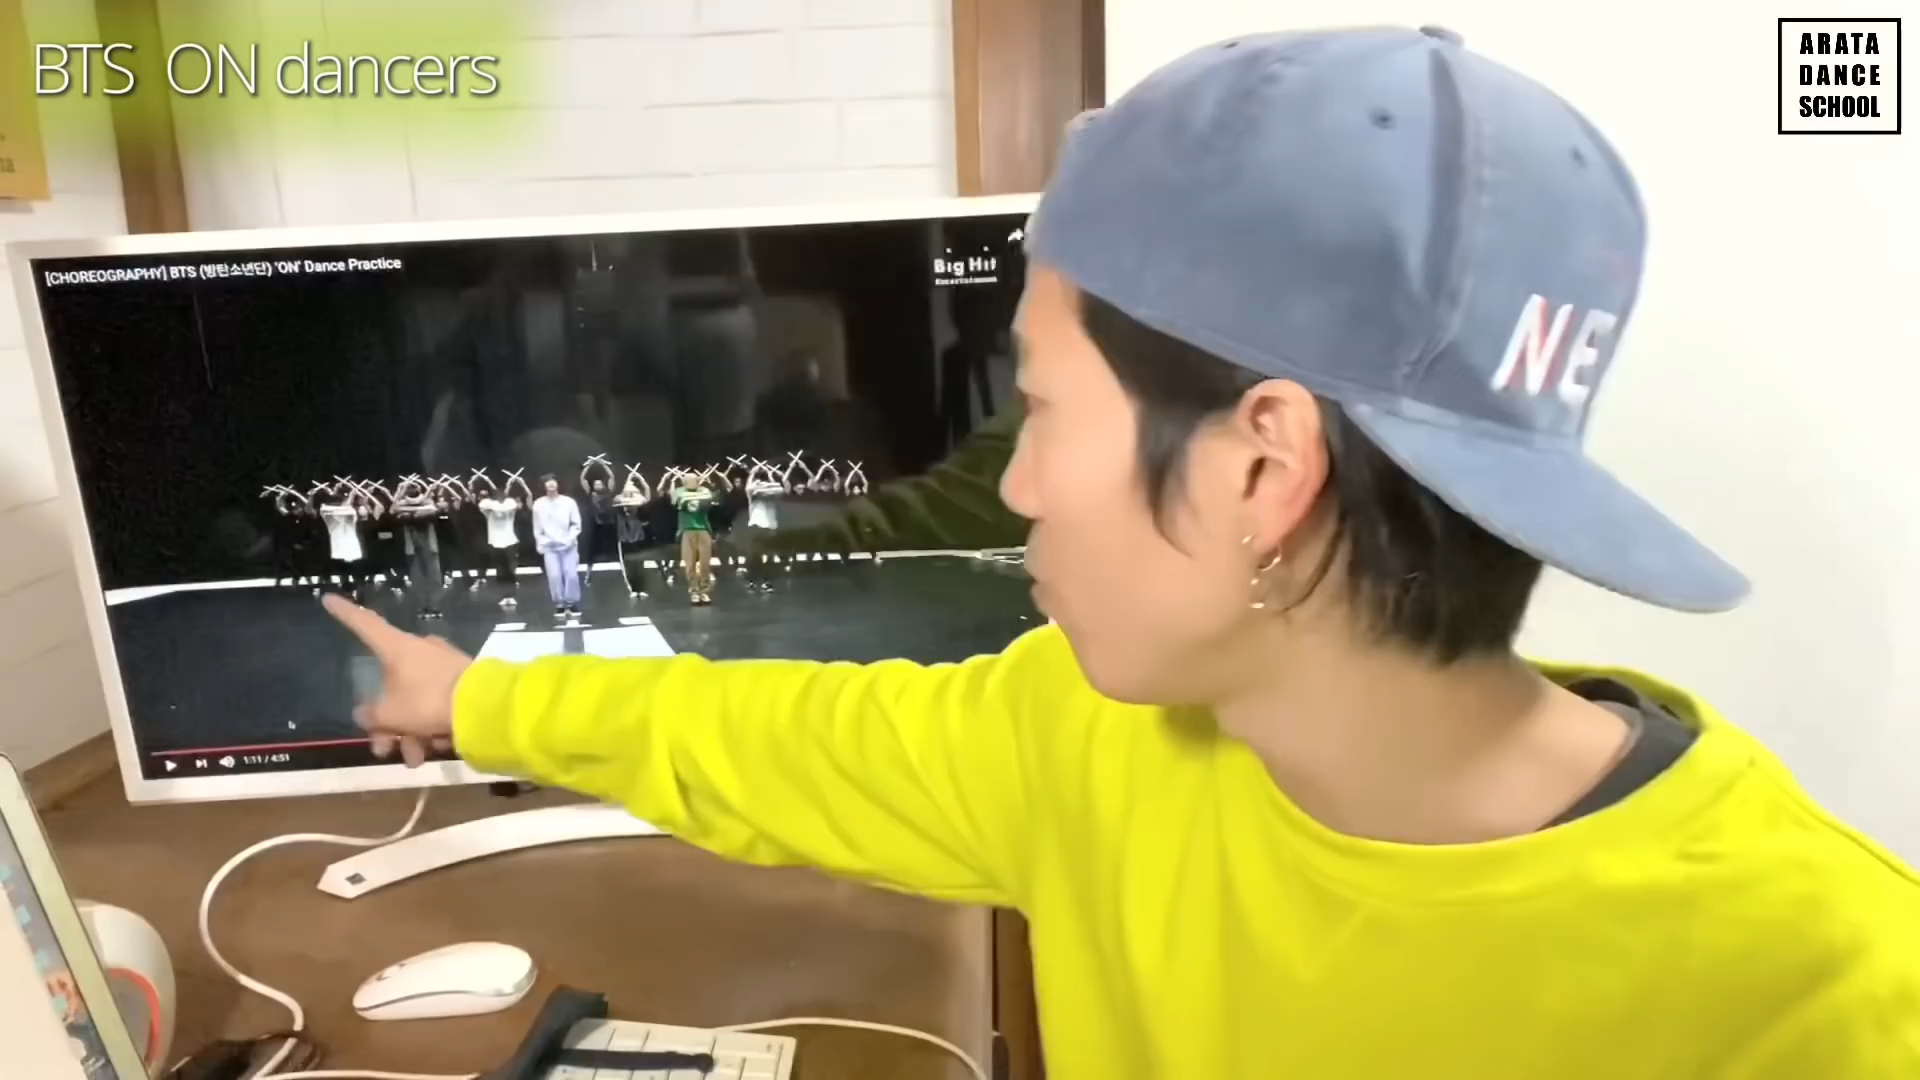 BTS ON dancers
ARATA
DANCE
SCHOOL
[CHOREOGRAPHY] BTS (방탄소년단) 'ON' Dance Practice
Big Hit
Entertainment
NE
1:11 / 4:51